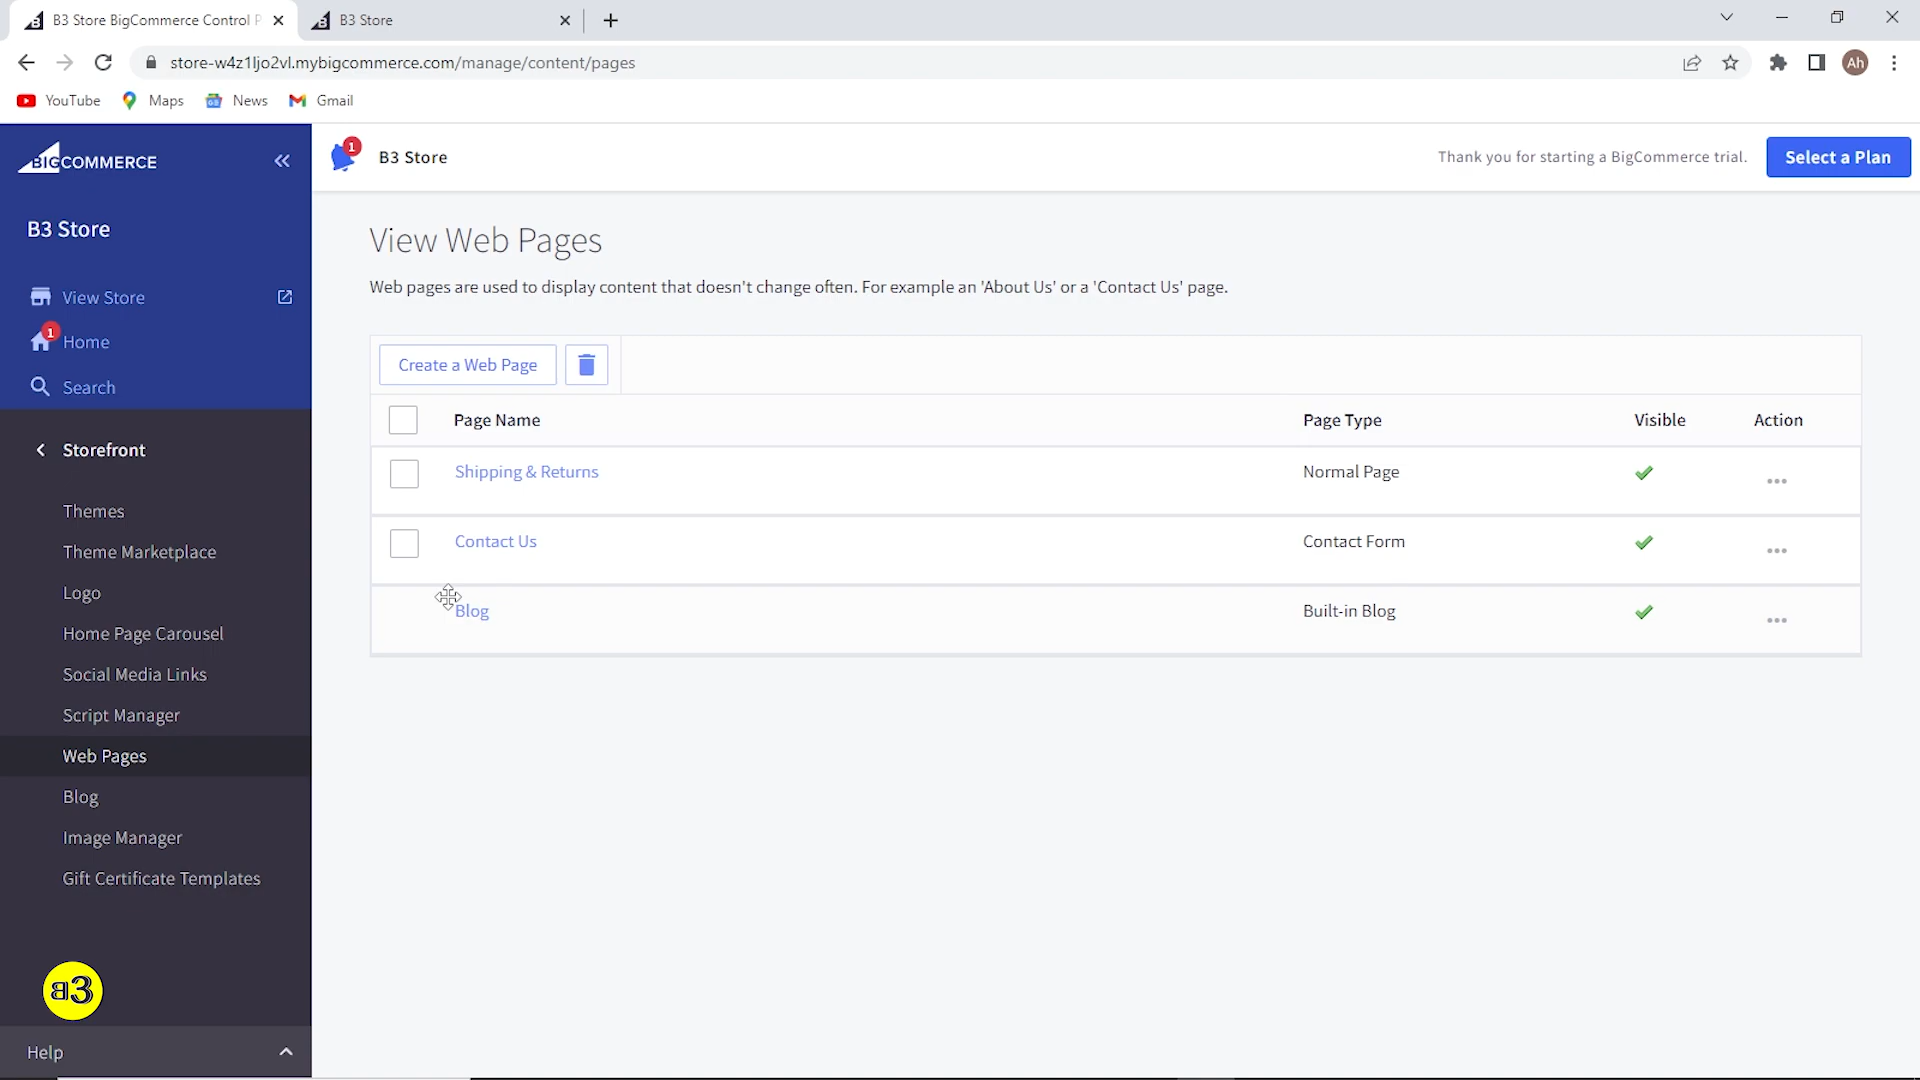 B3 Store BigCommerce Control P
B3 Store
store-w4z1ljo2vl.mybigcommerce.com/manage/content/pages
Ah
YouTube
Maps
News
Gmail
BIGCOMMERCE
1
B3 Store
Thank you for starting a BigCommerce trial.
Select a Plan
B3 Store
View Store
1
Home
Search
Storefront
Themes
Theme Marketplace
Logo
Home Page Carousel
Social Media Links
Script Manager
Web Pages
Blog
Image Manager
Gift Certificate Templates
B3
Help
View Web Pages
Web pages are used to display content that doesn't change often. For example an 'About Us' or a 'Contact Us' page.
Create a Web Page
Page Name Page Type Visible Action
Shipping & Returns Normal Page
Contact Us Contact Form
Blog Built-in Blog